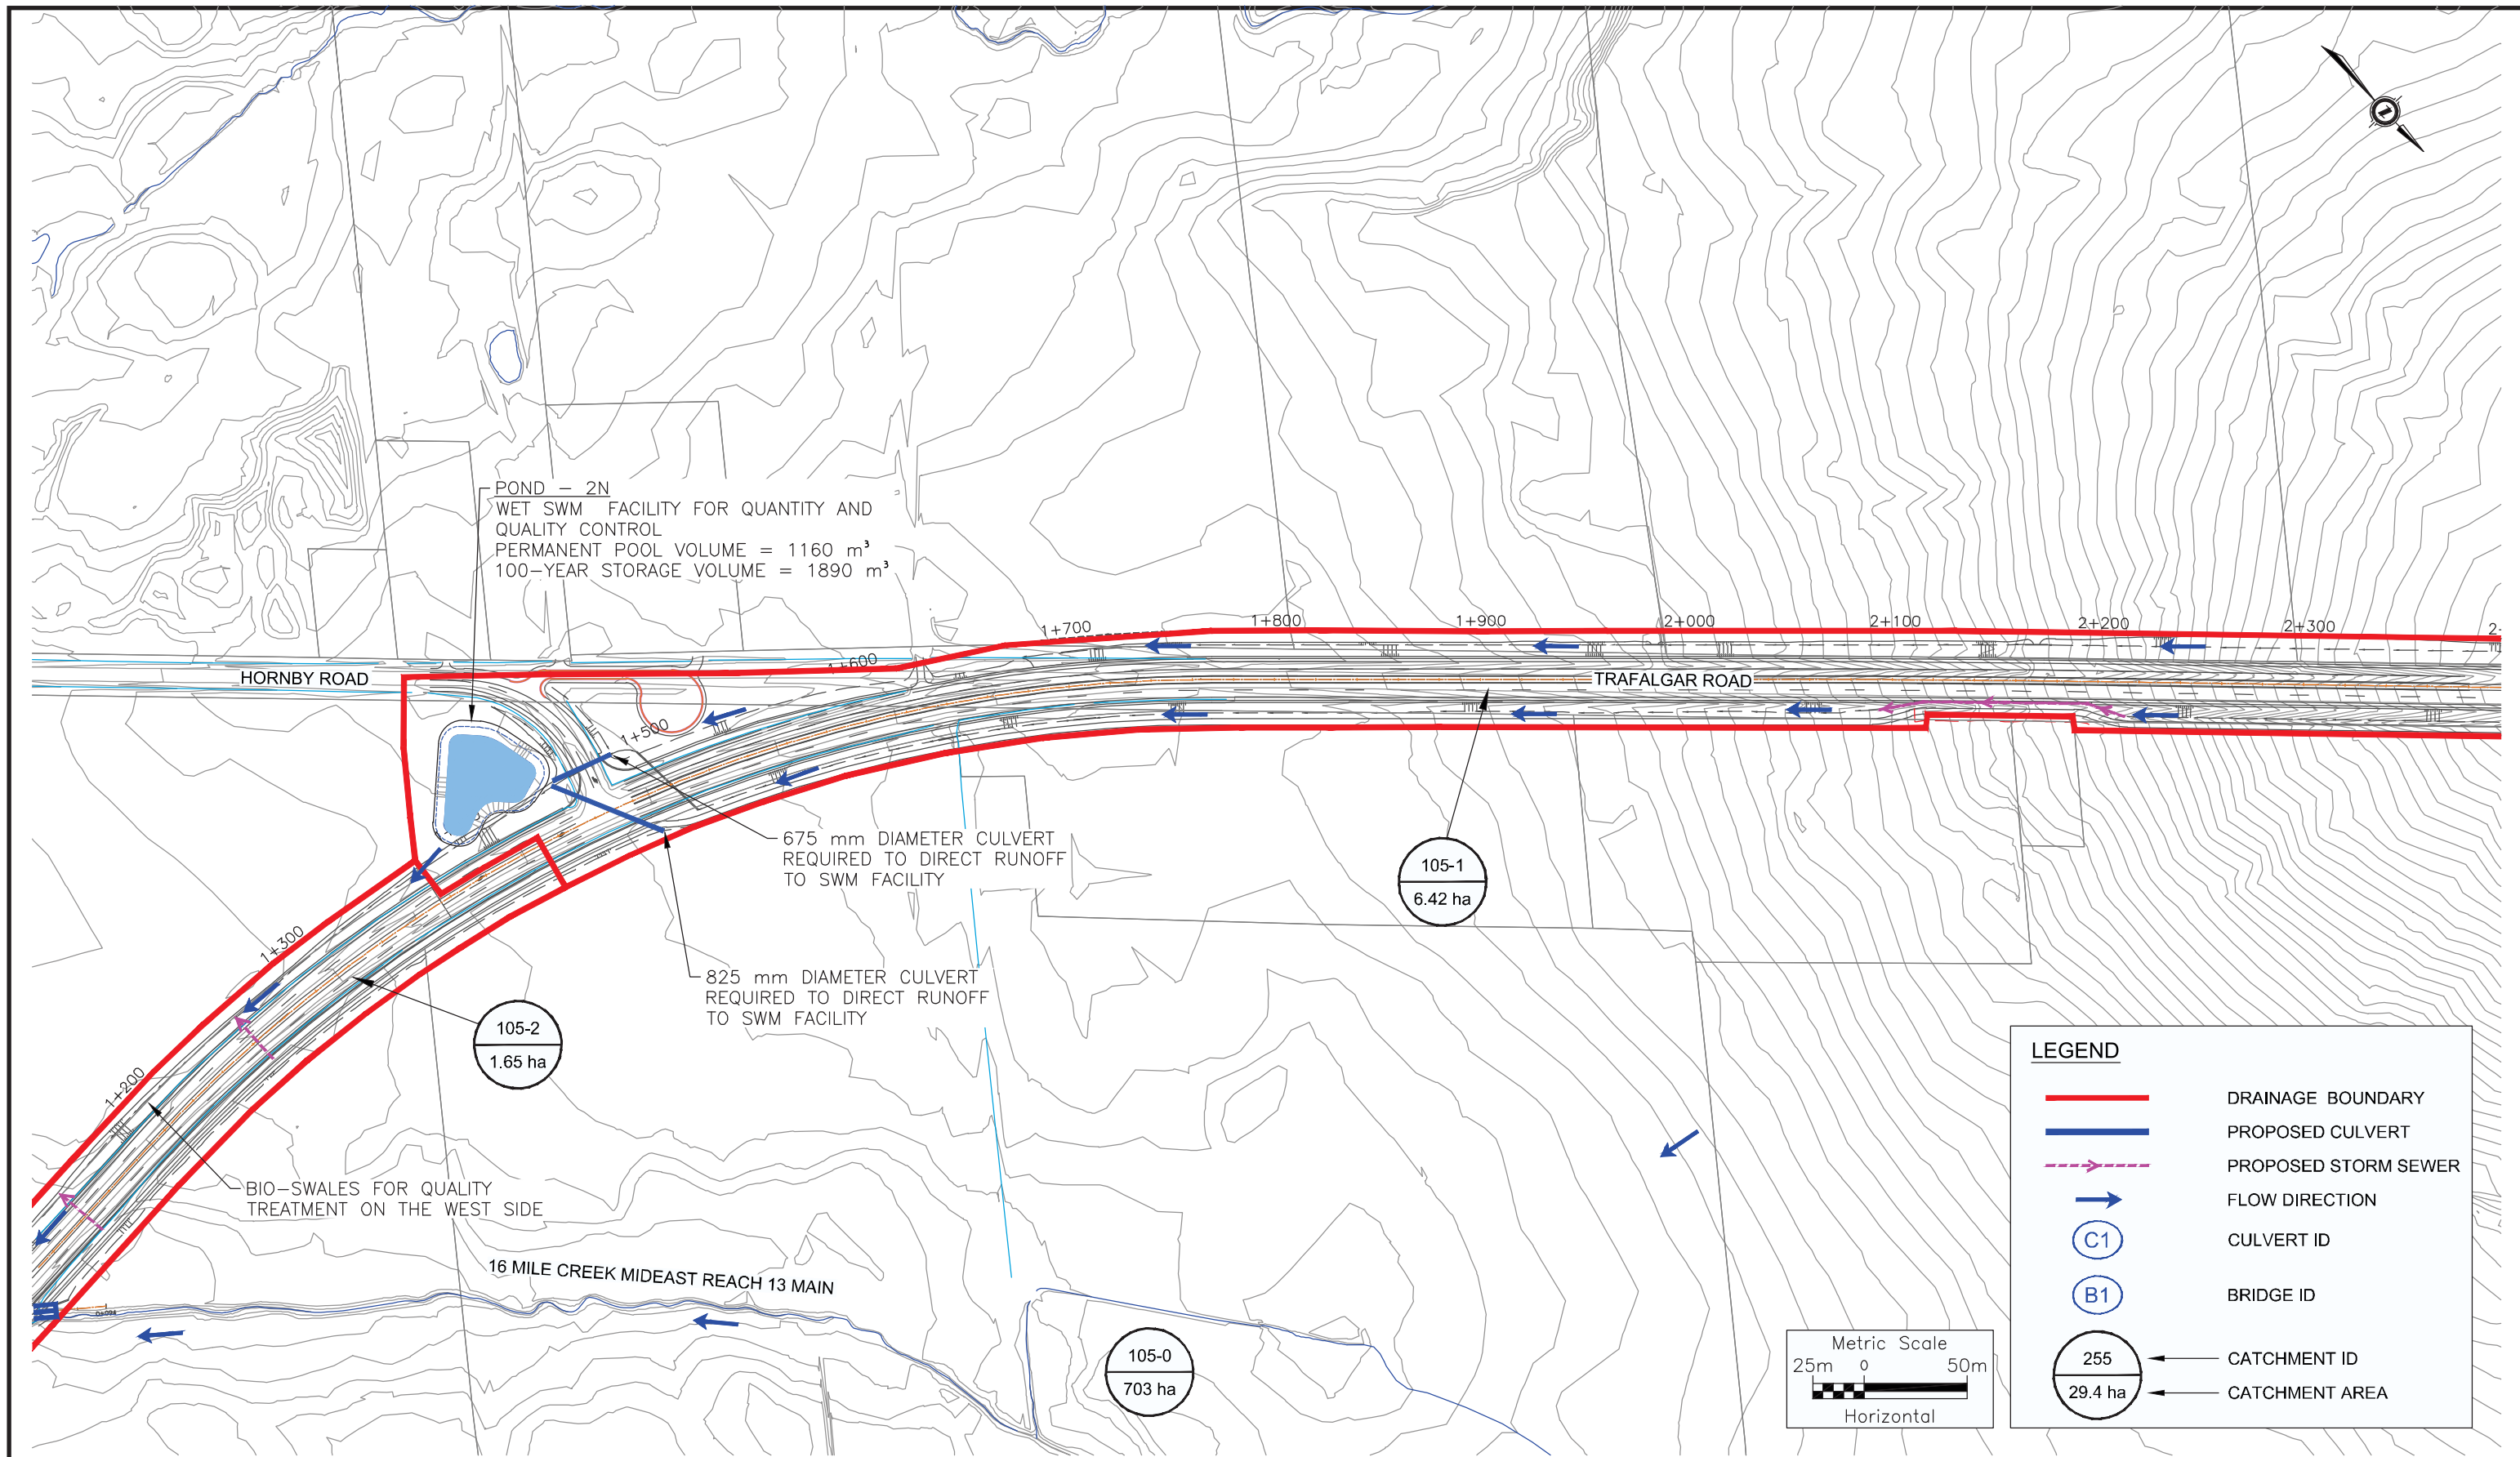 POND - 2N
WET SWM FACILITY FOR QUANTITY AND
QUALITY CONTROL
PERMANENT POOL VOLUME = 1160 m³
100-YEAR STORAGE VOLUME = 1890 m³
1+700
1+800
1+900
2+000
2+100
2+200
2+300
1+600
HORNBY ROAD
TRAFALGAR ROAD
1+500
675 mm DIAMETER CULVERT
REQUIRED TO DIRECT RUNOFF
TO SWM FACILITY
105-1
6.42 ha
1+300
825 mm DIAMETER CULVERT
REQUIRED TO DIRECT RUNOFF
TO SWM FACILITY
105-2
1.65 ha
1+200
BIO-SWALES FOR QUALITY
TREATMENT ON THE WEST SIDE
16 MILE CREEK MIDEAST REACH 13 MAIN
105-0
703 ha
Metric Scale
25m 0 50m
Horizontal
LEGEND
DRAINAGE BOUNDARY
PROPOSED CULVERT
PROPOSED STORM SEWER
FLOW DIRECTION
C1 CULVERT ID
B1 BRIDGE ID
255 CATCHMENT ID
29.4 ha CATCHMENT AREA